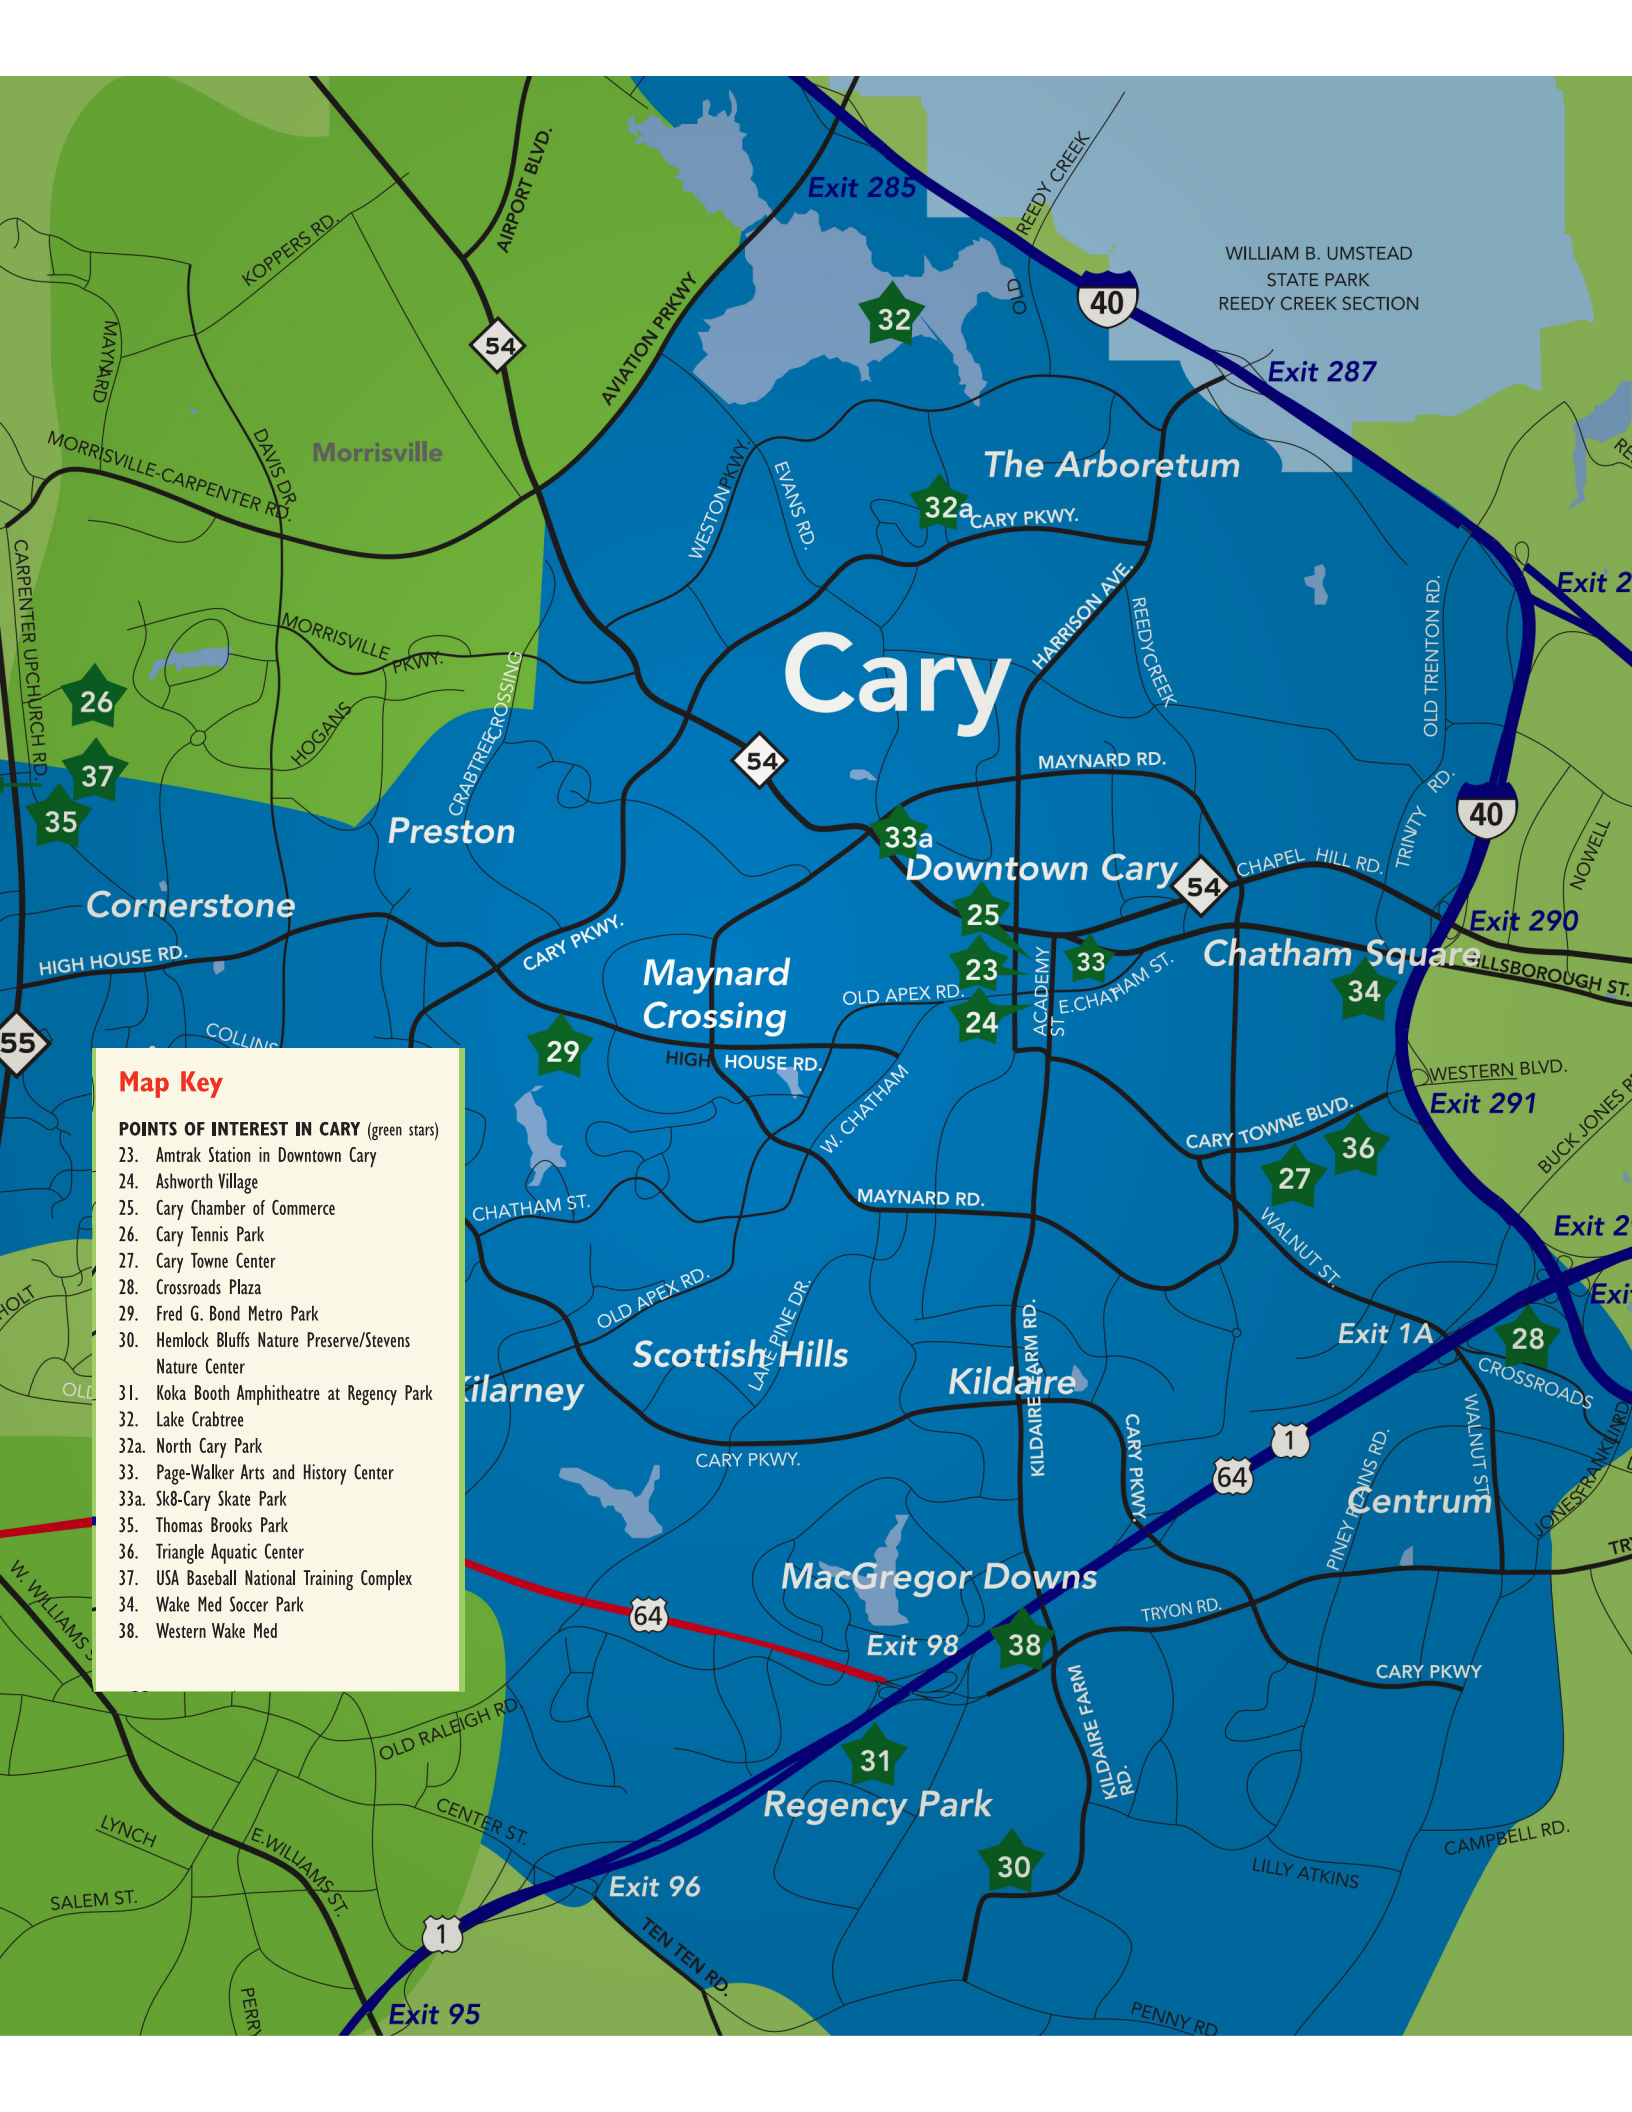 AIRPORT BLVD.
KOPPERS RD.
Exit 285
REEDY CREEK
OLD
WILLIAM B. UMSTEAD
STATE PARK
REEDY CREEK SECTION
40
32
54
MAYNARD
AVIATION PRKWY
Exit 287
Morrisville
MORRISVILLE-CARPENTER RD.
DAVIS DR.
WESTON PKWY.
EVANS RD.
The Arboretum
32a
CARY PKWY.
CARPENTER UPCHURCH RD.
HARRISON AVE.
REEDYCREEK
OLD TRENTON RD.
Exit 2
MORRISVILLE PKWY.
Cary
26
HOGANS
CRABTREE CROSSING
37
54
MAYNARD RD.
TRINITY RD.
40
35
Preston
33a
Downtown Cary
54
CHAPEL HILL RD.
NOWELL
Cornerstone
25
Exit 290
HIGH HOUSE RD.
CARY PKWY.
Maynard
Crossing
23
33
Chatham Square
HILLSBOROUGH ST.
34
OLD APEX RD.
24
ACADEMY
ST
E.CHATHAM ST.
55
COLLINS
29
HIGH HOUSE RD.
W. CHATHAM
WESTERN BLVD.
Exit 291
BUCK JONES R
CARY TOWNE BLVD.
36
27
Map Key
POINTS OF INTEREST IN CARY (green stars)
23. Amtrak Station in Downtown Cary
24. Ashworth Village
25. Cary Chamber of Commerce
26. Cary Tennis Park
27. Cary Towne Center
28. Crossroads Plaza
29. Fred G. Bond Metro Park
30. Hemlock Bluffs Nature Preserve/Stevens
Nature Center
31. Koka Booth Amphitheatre at Regency Park
32. Lake Crabtree
32a. North Cary Park
33. Page-Walker Arts and History Center
33a. Sk8-Cary Skate Park
35. Thomas Brooks Park
36. Triangle Aquatic Center
37. USA Baseball National Training Complex
34. Wake Med Soccer Park
38. Western Wake Med
CHATHAM ST.
MAYNARD RD.
WALNUT ST.
Exit 2
HOLT
OLD APEX RD.
LAKE PINE DR.
KILDAIRE FARM RD.
Exi
Exit 1A
28
Scottish Hills
Kildaire
Kilarney
OLD
CROSSROADS
CARY PKWY.
CARY PKWY.
1
64
WALNUT ST.
PINEY PLAINS RD.
Centrum
JONESFRANKLINRD
TR
W. WILLIAMS S
MacGregor Downs
64
TRYON RD.
Exit 98
38
CARY PKWY
KILDAIRE FARM
RD.
OLD RALEIGH RD.
31
Regency Park
LYNCH
CENTER ST.
E.WILLIAMS ST.
CAMPBELL RD.
30
LILLY ATKINS
SALEM ST.
Exit 96
TEN TEN RD.
1
PERRY
Exit 95
PENNY RD